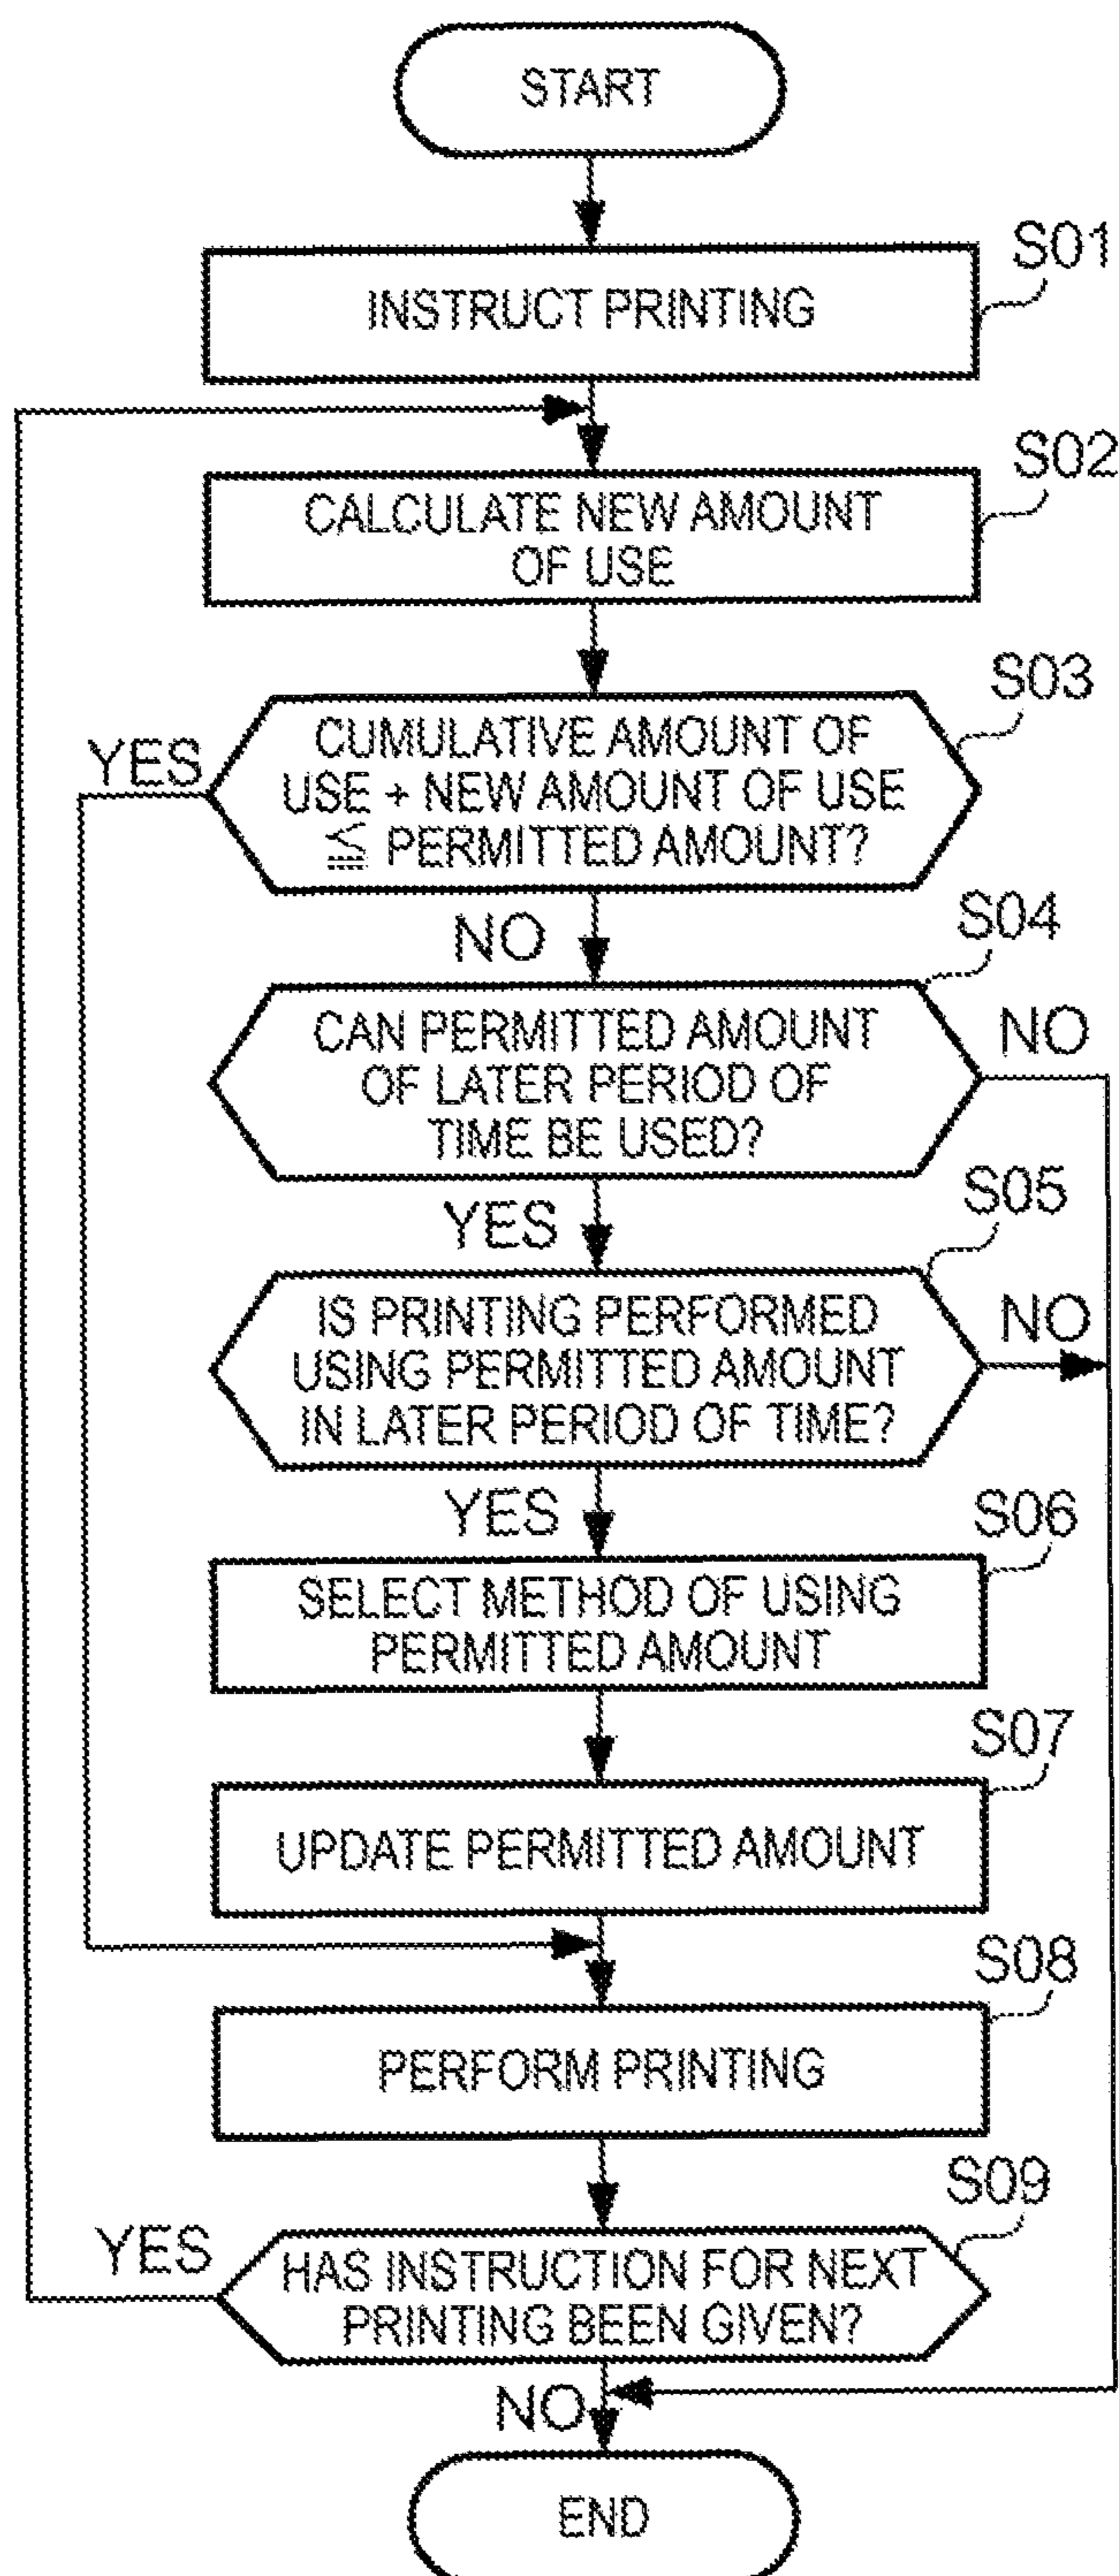 START
S01
INSTRUCT PRINTING
S02
CALCULATE NEW AMOUNT
OF USE
S03
YES
CUMULATIVE AMOUNT OF
USE + NEW AMOUNT OF USE
≦ PERMITTED AMOUNT?
NO
S04
CAN PERMITTED AMOUNT
OF LATER PERIOD OF
TIME BE USED?
NO
YES
S05
IS PRINTING PERFORMED
USING PERMITTED AMOUNT
IN LATER PERIOD OF TIME?
NO
YES
S06
SELECT METHOD OF USING
PERMITTED AMOUNT
S07
UPDATE PERMITTED AMOUNT
S08
PERFORM PRINTING
S09
YES
HAS INSTRUCTION FOR NEXT
PRINTING BEEN GIVEN?
NO
END